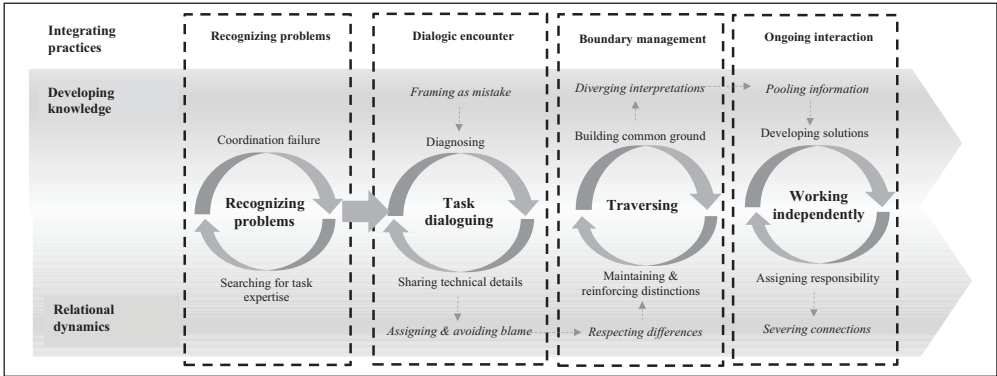 Integrating
practices
Recognizing problems
Dialogic encounter
Boundary management
Ongoing interaction
Developing
knowledge
Framing as mistake
Diverging interpretations
Pooling information
Coordination failure
Diagnosing
Building common ground
Developing solutions
Recognizing
problems
Task
dialoguing
Traversing
Working
independently
Searching for task
expertise
Sharing technical details
Maintaining &
reinforcing distinctions
Assigning responsibility
Relational
dynamics
Assigning & avoiding blame
Respecting differences
Severing connections